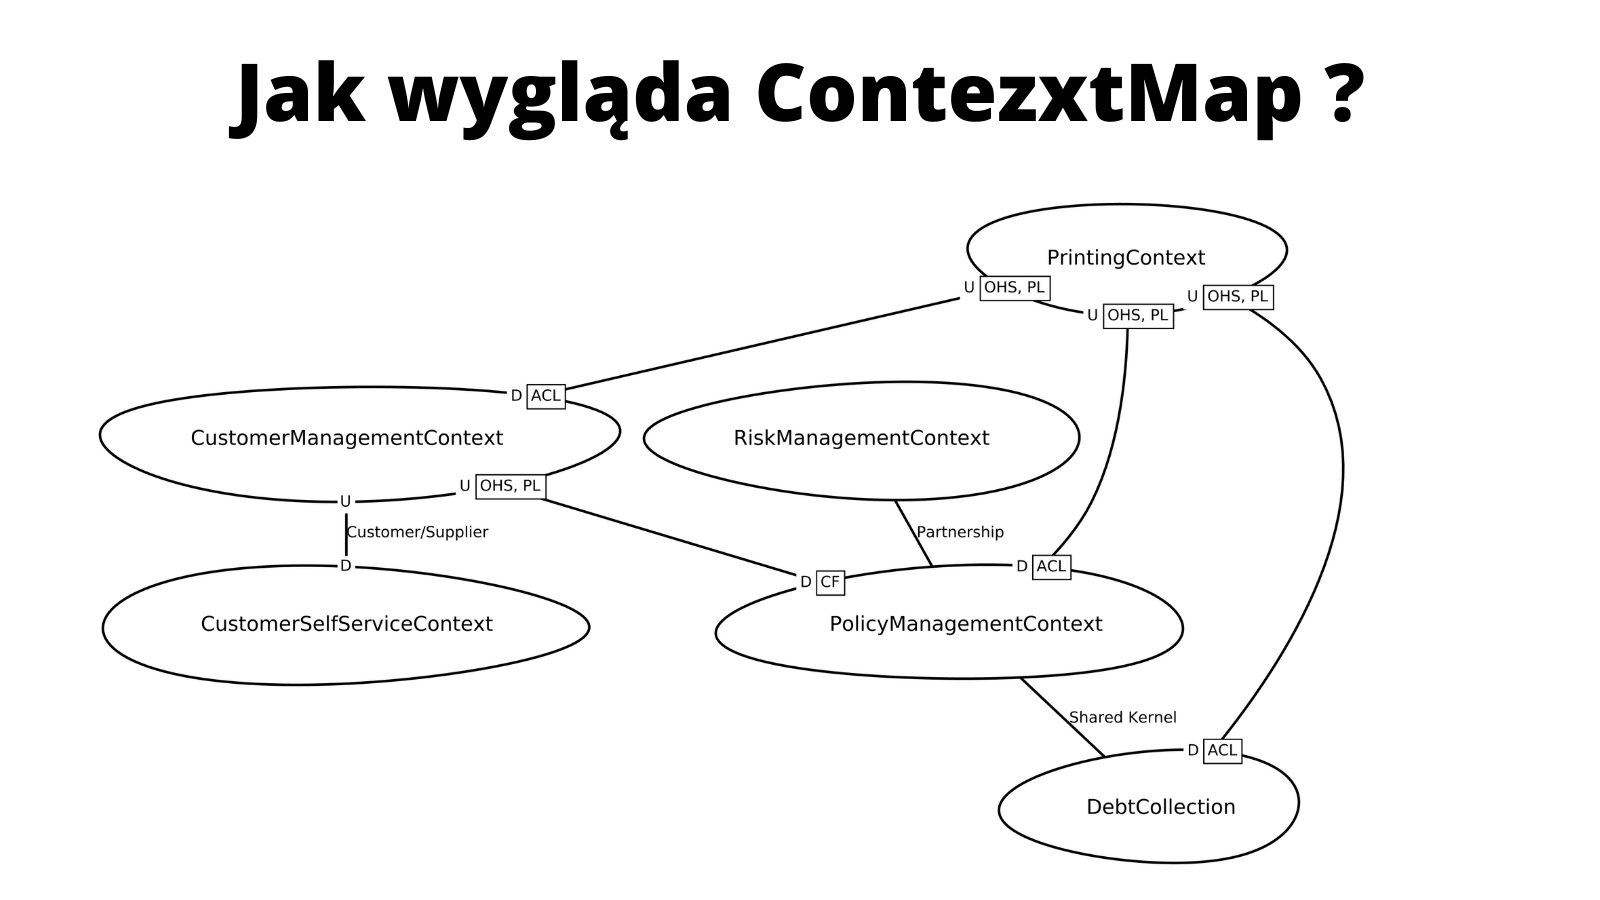 Jak wygląda ContezxtMap ?
PrintingContext
U OHS, PL
U OHS, PL
U OHS, PL
D ACL
CustomerManagementContext
RiskManagementContext
U OHS, PL
U
Customer/Supplier
Partnership
D
D CF
D ACL
CustomerSelfServiceContext
PolicyManagementContext
Shared Kernel
D ACL
DebtCollection